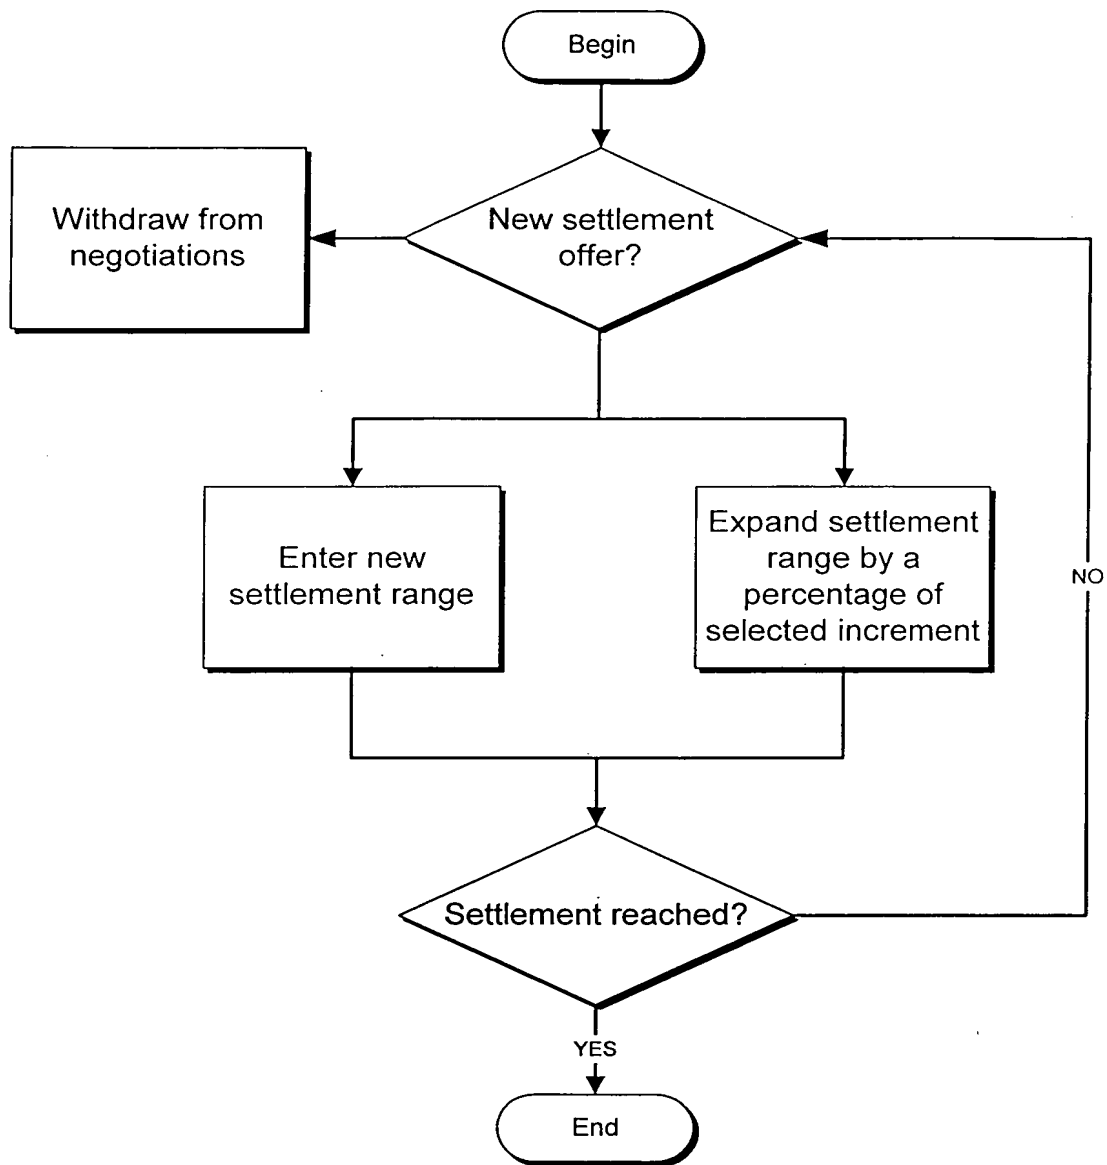 Begin
New settlement
offer?
Withdraw from
negotiations
Enter new
settlement range
Expand settlement
range by a
percentage of
selected increment
NO
Settlement reached?
YES
End